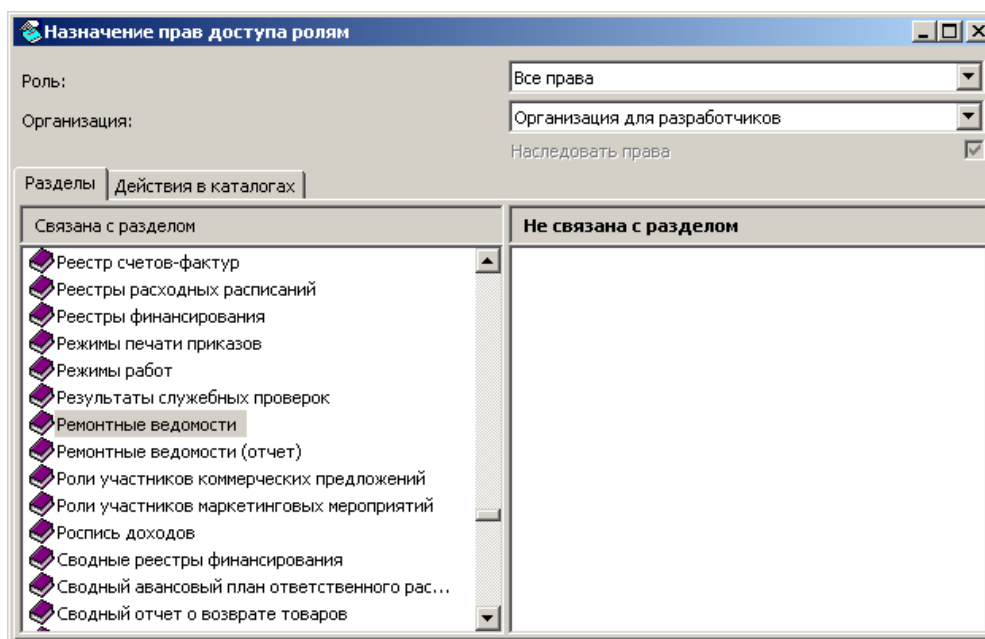 Назначение прав доступа ролям
Роль:
Все права
Организация:
Организация для разработчиков
Наследовать права
Разделы
Действия в каталогах
Связана с разделом
Не связана с разделом
Реестр счетов-фактур
Реестры расходных расписаний
Реестры финансирования
Режимы печати приказов
Режимы работ
Результаты служебных проверок
Ремонтные ведомости
Ремонтные ведомости (отчет)
Роли участников коммерческих предложений
Роли участников маркетинговых мероприятий
Роспись доходов
Сводные реестры финансирования
Сводный авансовый план ответственного рас...
Сводный отчет о возврате товаров